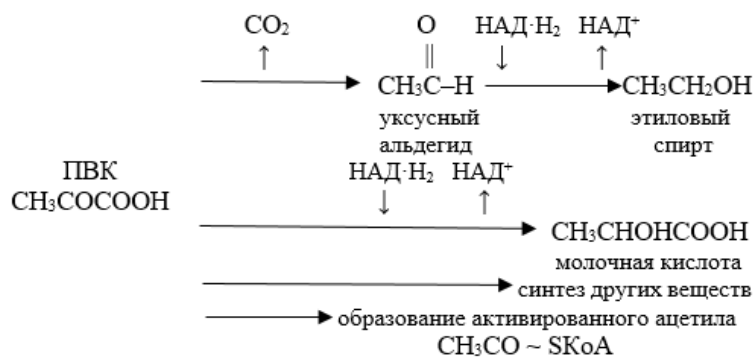 CO₂ O НАД·Н₂ НАД⁺
↑ || ↓ ↑
CH₃C–H CH₃CH₂OH
уксусный этиловый
альдегид спирт
ПВК НАД·Н₂ НАД⁺
CH₃COCOOH ↓ ↑
CH₃CHOHCOOH
молочная кислота
синтез других веществ
образование активированного ацетила
CH₃CO ~ SКоА